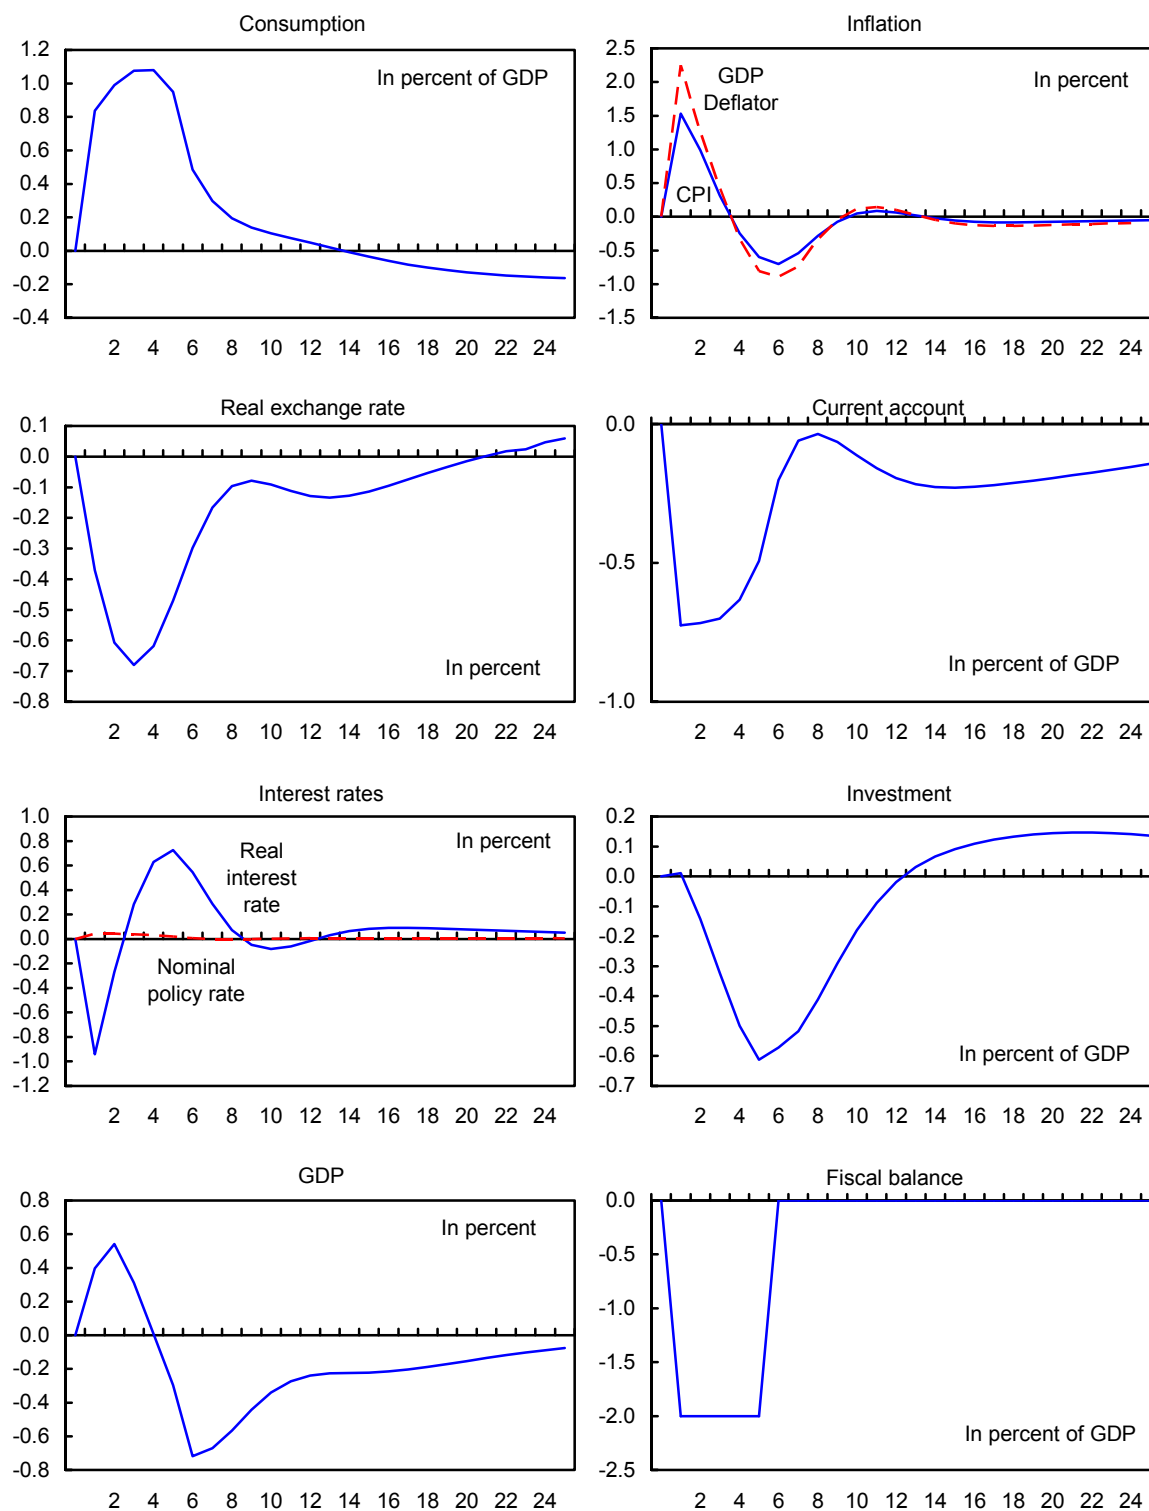 Consumption
1.2
1.0
0.8
0.6
0.4
0.2
0.0
-0.2
-0.4
In percent of GDP
2 4 6 8 10 12 14 16 18 20 22 24
Inflation
2.5
2.0
1.5
1.0
0.5
0.0
-0.5
-1.0
-1.5
GDP
Deflator
In percent
CPI
2 4 6 8 10 12 14 16 18 20 22 24
Real exchange rate
0.1
0.0
-0.1
-0.2
-0.3
-0.4
-0.5
-0.6
-0.7
-0.8
In percent
2 4 6 8 10 12 14 16 18 20 22 24
Current account
0.0
-0.5
-1.0
In percent of GDP
2 4 6 8 10 12 14 16 18 20 22 24
Interest rates
1.0
0.8
0.6
0.4
0.2
0.0
-0.2
-0.4
-0.6
-0.8
-1.0
-1.2
In percent
Real
interest
rate
Nominal
policy rate
2 4 6 8 10 12 14 16 18 20 22 24
Investment
0.2
0.1
0.0
-0.1
-0.2
-0.3
-0.4
-0.5
-0.6
-0.7
In percent of GDP
2 4 6 8 10 12 14 16 18 20 22 24
GDP
0.8
0.6
0.4
0.2
0.0
-0.2
-0.4
-0.6
-0.8
In percent
2 4 6 8 10 12 14 16 18 20 22 24
Fiscal balance
0.0
-0.5
-1.0
-1.5
-2.0
-2.5
In percent of GDP
2 4 6 8 10 12 14 16 18 20 22 24